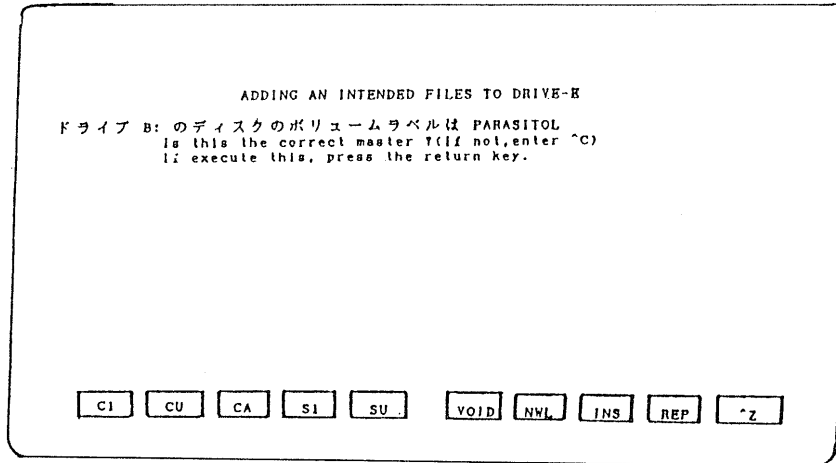 ADDING AN INTENDED FILES TO DRIVE-E
ドライブ B: のディスクのボリュームラベルは PARASITOL
Is this the correct master ?(if not,enter ^C)
If execute this, press the return key.
C1 CU CA S1 SU VOID NWL INS REP ^Z